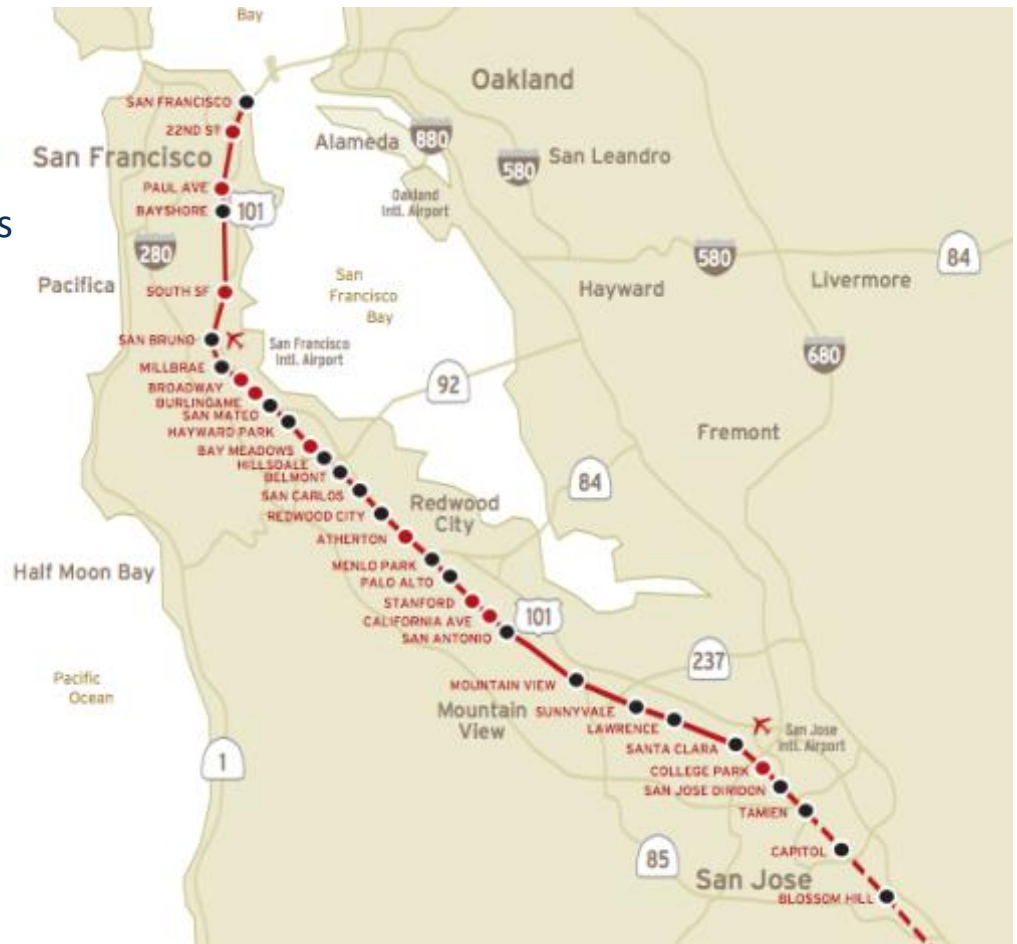 Bay
Oakland
SAN FRANCISCO
22ND ST
Alameda
880
San Leandro
580
San Francisco
PAUL AVE
Oakland
Intl. Airport
BAYSHORE
101
S
280
580
84
Pacifica
San
Francisco
Bay
Hayward
Livermore
SOUTH SF
SAN BRUNO
San Francisco
Intl. Airport
680
MILLBRAE
BROADWAY
92
BURLINGAME
SAN MATEO
HAYWARD PARK
Fremont
BAY MEADOWS
HILLSDALE
BELMONT
84
SAN CARLOS
Redwood
City
REDWOOD CITY
ATHERTON
MENLO PARK
Half Moon Bay
PALO ALTO
STANFORD
CALIFORNIA AVE
101
SAN ANTONIO
237
Pacific
Ocean
MOUNTAIN VIEW
Mountain
View
SUNNYVALE
LAWRENCE
San Jose
Intl. Airport
SANTA CLARA
1
COLLEGE PARK
SAN JOSE DIRIDON
TAMIEN
CAPITOL
85
San Jose
BLOSSOM HILL